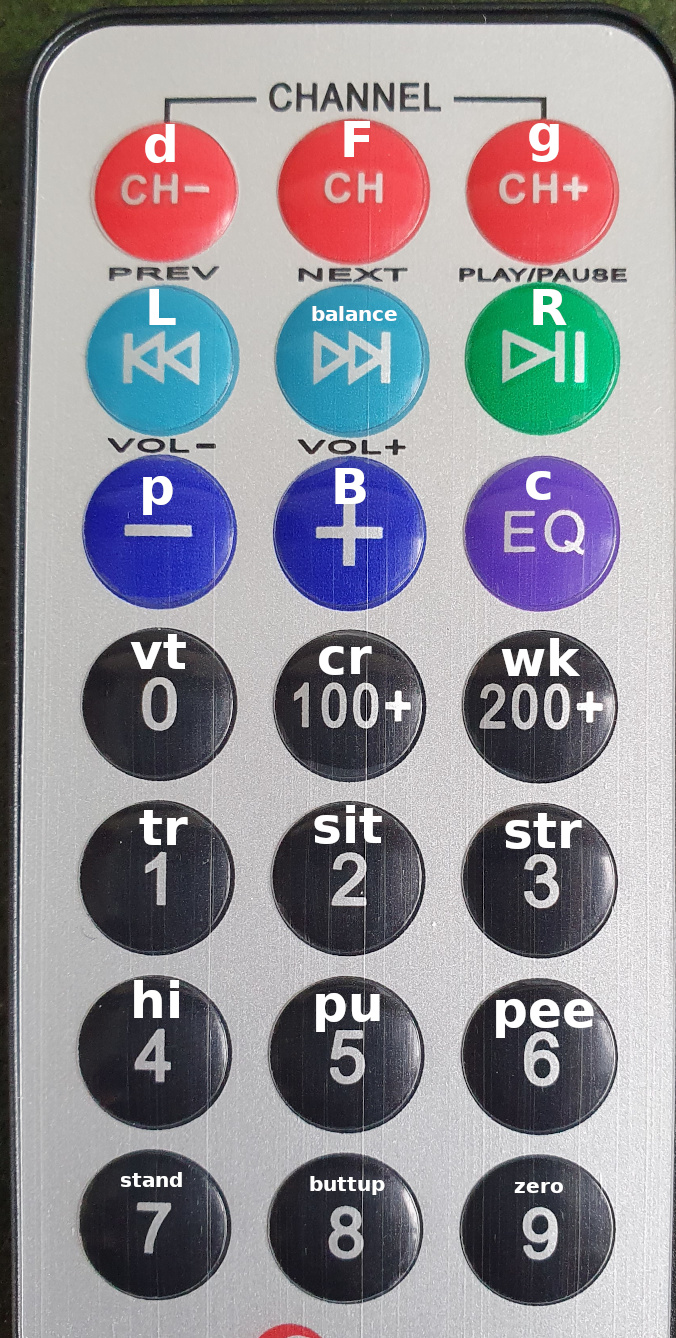 CHANNEL
d F g
CH− CH CH+
PREV NEXT PLAY/PAUSE
L balance R
VOL− VOL+
p B c
− + EQ
vt cr wk
0 100+ 200+
tr sit str
1 2 3
hi pu pee
4 5 6
stand buttup zero
7 8 9